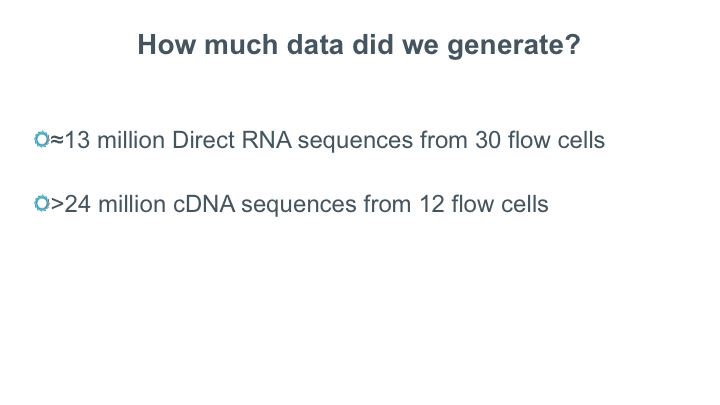 How much data did we generate?
≈13 million Direct RNA sequences from 30 flow cells
>24 million cDNA sequences from 12 flow cells